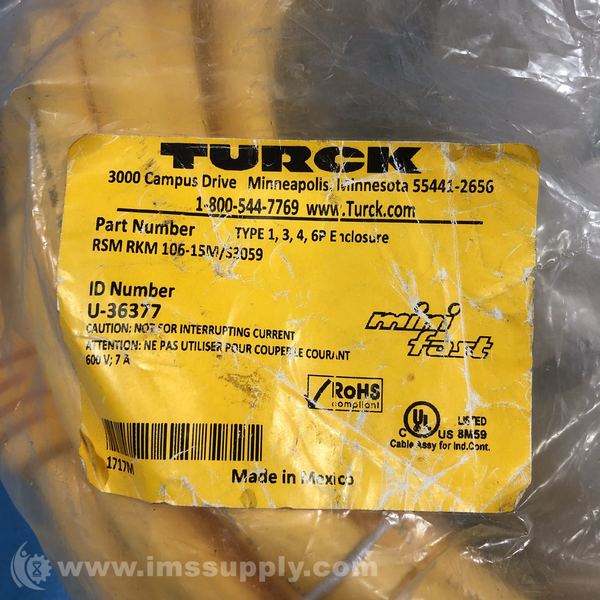 TURCK
3000 Campus Drive Minneapolis, Minnesota 55441-2656
1-800-544-7769 www.Turck.com
Part Number TYPE 1, 3, 4, 6P Enclosure
RSM RKM 106-15M/S3059
ID Number
U-36377
CAUTION: NOT FOR INTERRUPTING CURRENT
ATTENTION: NE PAS UTILISER POUR COUPER LE COURANT
600 V; 7 A
mini
fast
RoHS
compliant
UL
C US LISTED
8M59
Cable Assy for Ind.Cont.
1717M
Made in Mexico
www.imssupply.com